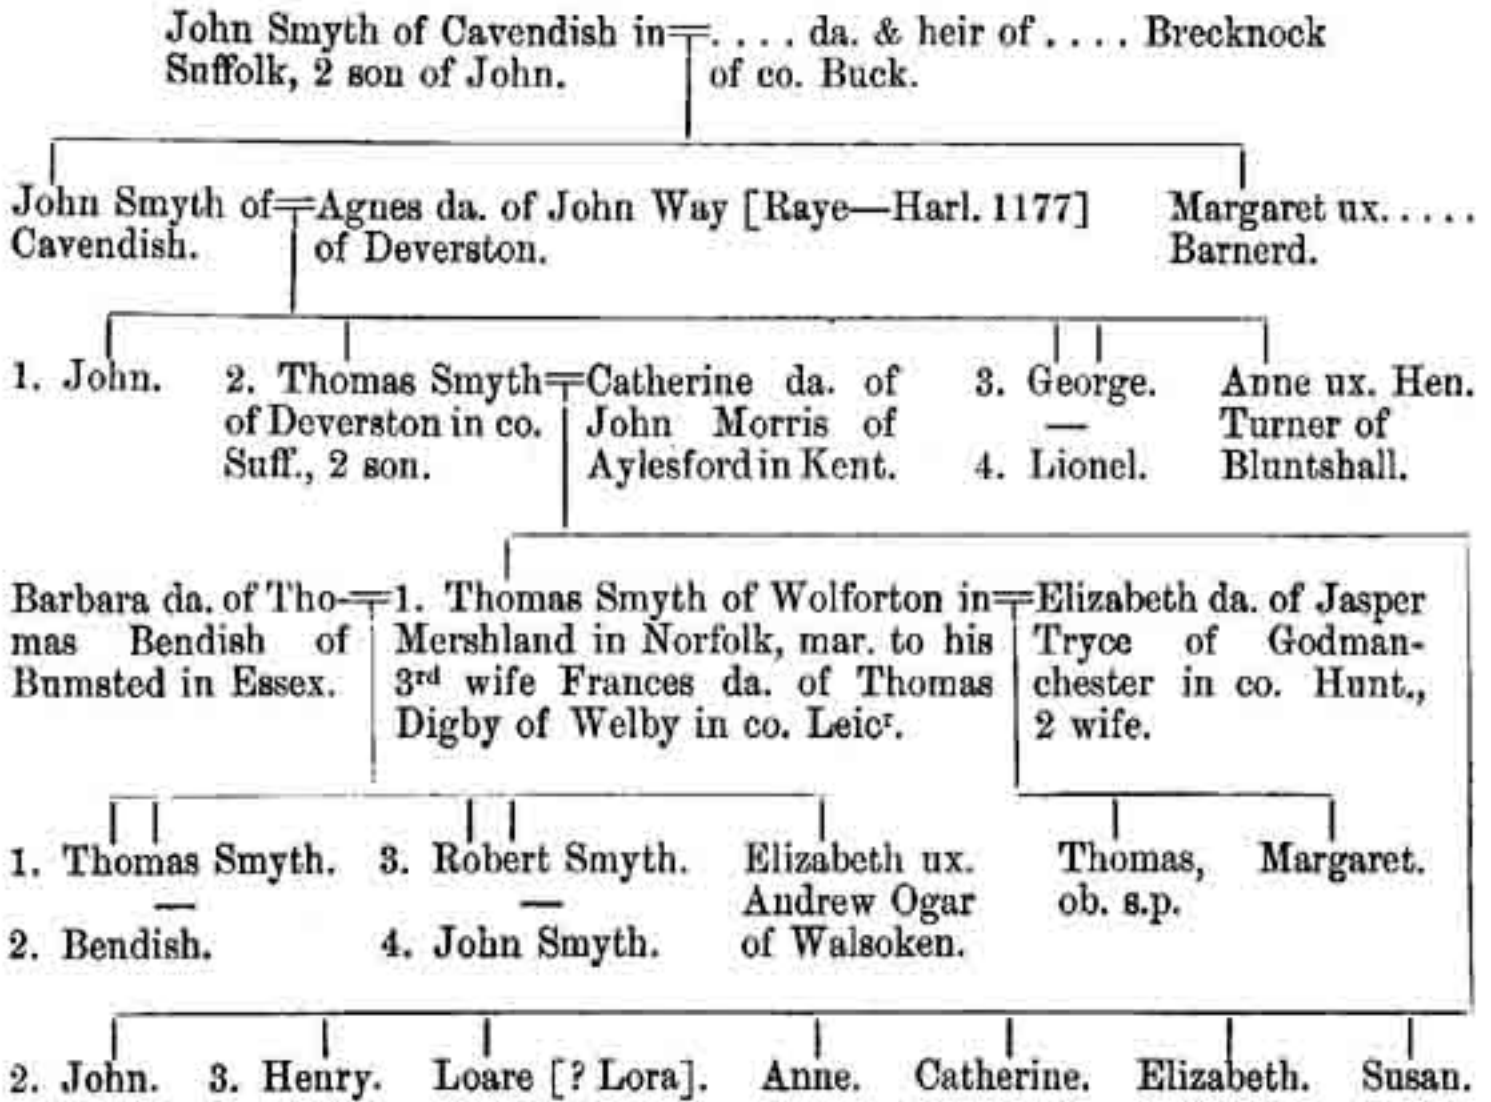 John Smyth of Cavendish in
Suffolk, 2 son of John.
. . . . da. & heir of . . . . Brecknock
of co. Buck.
John Smyth of
Cavendish.
Agnes da. of John Way [Raye—Harl. 1177]
of Deverston.
Margaret ux. . . . .
Barnerd.
1. John.
2. Thomas Smyth
of Deverston in co.
Suff., 2 son.
Catherine da. of
John Morris of
Aylesford in Kent.
3. George.
—
4. Lionel.
Anne ux. Hen.
Turner of
Bluntshall.
Barbara da. of Tho-
mas Bendish of
Bumsted in Essex.
1. Thomas Smyth of Wolforton in
Mershland in Norfolk, mar. to his
3rd wife Frances da. of Thomas
Digby of Welby in co. Leicr.
Elizabeth da. of Jasper
Tryce of Godman-
chester in co. Hunt.,
2 wife.
1. Thomas Smyth.
—
2. Bendish.
3. Robert Smyth.
—
4. John Smyth.
Elizabeth ux.
Andrew Ogar
of Walsoken.
Thomas,
ob. s.p.
Margaret.
2. John. 3. Henry. Loare [? Lora]. Anne. Catherine. Elizabeth. Susan.